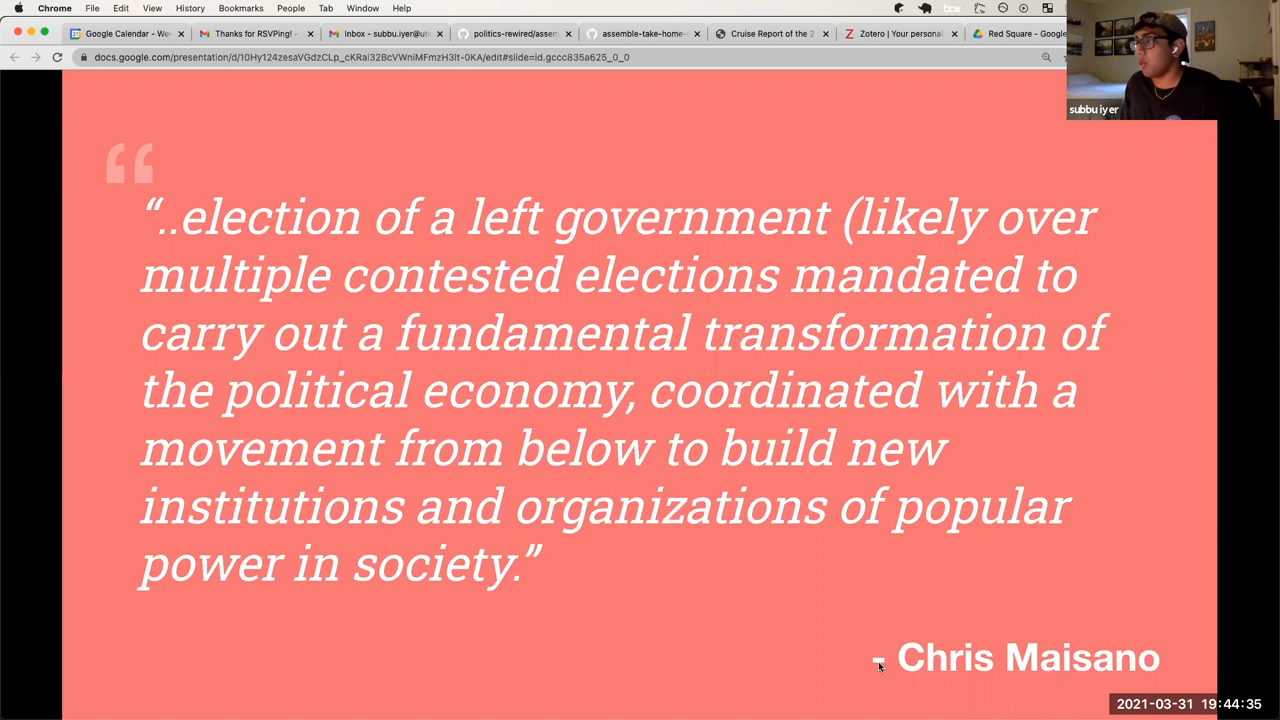 Chrome File Edit View History Bookmarks People Tab Window Help box
Google Calendar - We Thanks for RSVPing! - Inbox - subbu.iyer@ut politics-rewired/assem assemble-take-home- Cruise Report of the 2 Zotero | Your personal Red Square - Google
docs.google.com/presentation/d/10Hy124zesaVGdzCLp_cKRai32BcVWniMFmzH3It-0KA/edit#slide=id.gccc835a625_0_0
subbu iyer
“
“..election of a left government (likely over
multiple contested elections mandated to
carry out a fundamental transformation of
the political economy, coordinated with a
movement from below to build new
institutions and organizations of popular
power in society.”
- Chris Maisano
2021-03-31 19:44:35